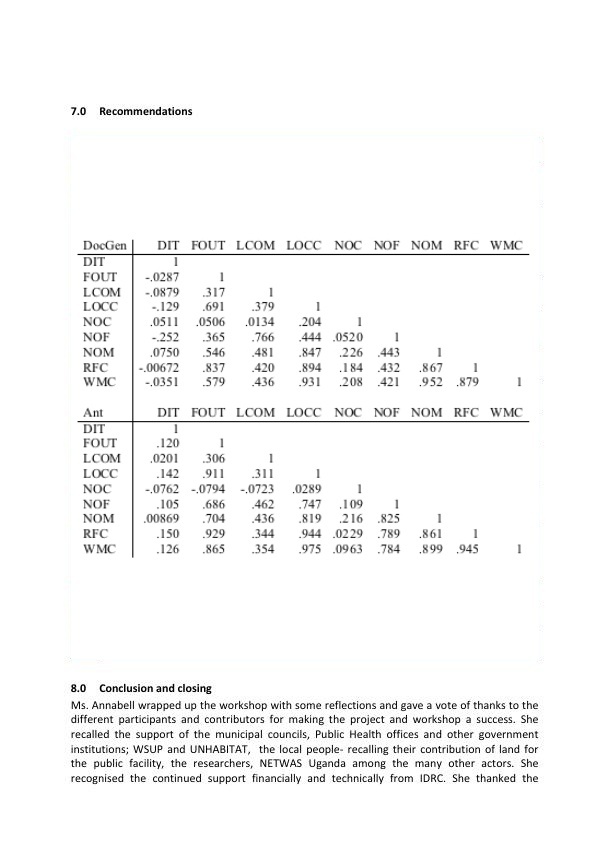 7.0 Recommendations
DocGen DIT FOUT LCOM LOCC NOC NOF NOM RFC WMC
DIT 1
FOUT -.0287 1
LCOM -.0879 .317 1
LOCC -.129 .691 .379 1
NOC .0511 .0506 .0134 .204 1
NOF -.252 .365 .766 .444 .0520 1
NOM .0750 .546 .481 .847 .226 .443 1
RFC -.00672 .837 .420 .894 .184 .432 .867 1
WMC -.0351 .579 .436 .931 .208 .421 .952 .879 1
Ant DIT FOUT LCOM LOCC NOC NOF NOM RFC WMC
DIT 1
FOUT .120 1
LCOM .0201 .306 1
LOCC .142 .911 .311 1
NOC -.0762 -.0794 -.0723 .0289 1
NOF .105 .686 .462 .747 .109 1
NOM .00869 .704 .436 .819 .216 .825 1
RFC .150 .929 .344 .944 .0229 .789 .861 1
WMC .126 .865 .354 .975 .0963 .784 .899 .945 1
8.0 Conclusion and closing
Ms. Annabell wrapped up the workshop with some reflections and gave a vote of thanks to the
different participants and contributors for making the project and workshop a success. She
recalled the support of the municipal councils, Public Health offices and other government
institutions; WSUP and UNHABITAT, the local people- recalling their contribution of land for
the public facility, the researchers, NETWAS Uganda among the many other actors. She
recognised the continued support financially and technically from IDRC. She thanked the